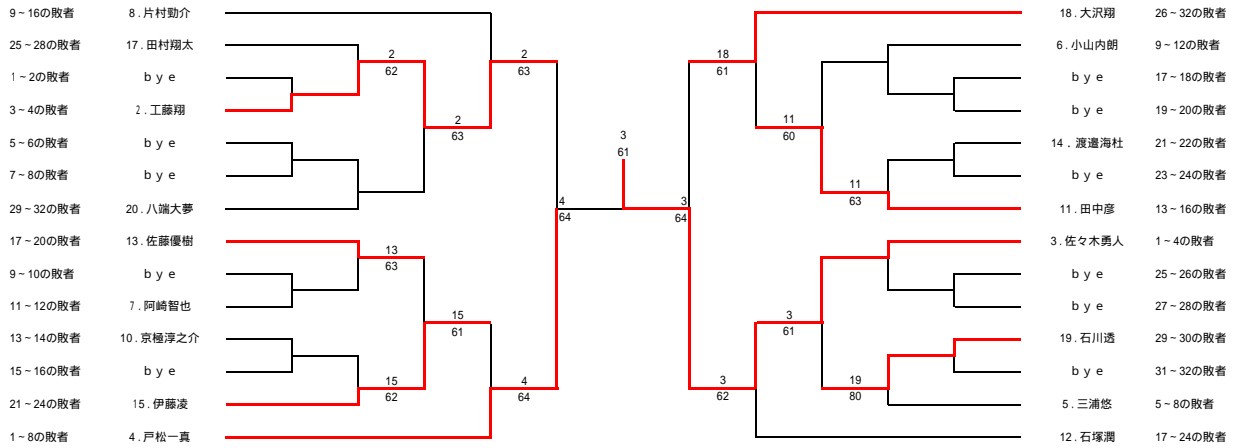 9~16の敗者 8.片村勁介 18.大沢翔 26~32の敗者
25~28の敗者 17.田村翔太 2 2 18 6.小山内朗 9~12の敗者
62 63 61
1~2の敗者 bye bye 17~18の敗者
3~4の敗者 2.工藤翔 2 11 bye 19~20の敗者
63 3 60
5~6の敗者 bye 61 14.渡邉海杜 21~22の敗者
7~8の敗者 bye 11 bye 23~24の敗者
63
29~32の敗者 20.八端大夢 4 3 11.田中彦 13~16の敗者
64 64
17~20の敗者 13.佐藤優樹 13 3.佐々木勇人 1~4の敗者
63
9~10の敗者 bye bye 25~26の敗者
11~12の敗者 7.阿崎智也 15 3 bye 27~28の敗者
61 61
13~14の敗者 10.京極淳之介 19.石川透 29~30の敗者
15~16の敗者 bye 15 4 3 19 bye 31~32の敗者
62 64 62 80
21~24の敗者 15.伊藤凌 5.三浦悠 5~8の敗者
1~8の敗者 4.戸松一真 12.石塚潤 17~24の敗者